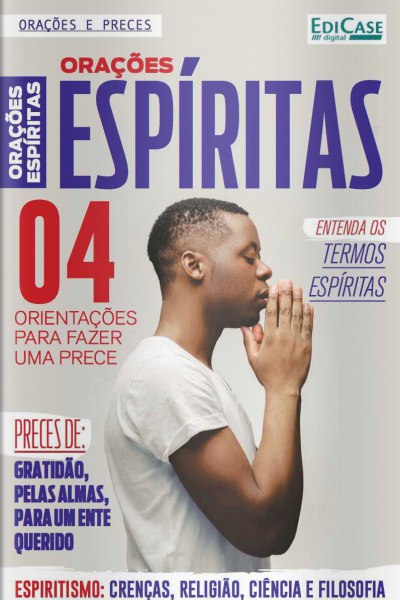 ORAÇÕES E PRECES
EDICASE
digital
ORAÇÕES
ESPÍRITAS
ORAÇÕES
ESPÍRITAS
04
ORIENTAÇÕES
PARA FAZER
UMA PRECE
ENTENDA OS
TERMOS
ESPÍRITAS
PRECES DE:
GRATIDÃO,
PELAS ALMAS,
PARA UM ENTE
QUERIDO
ESPIRITISMO: CRENÇAS, RELIGIÃO, CIÊNCIA E FILOSOFIA